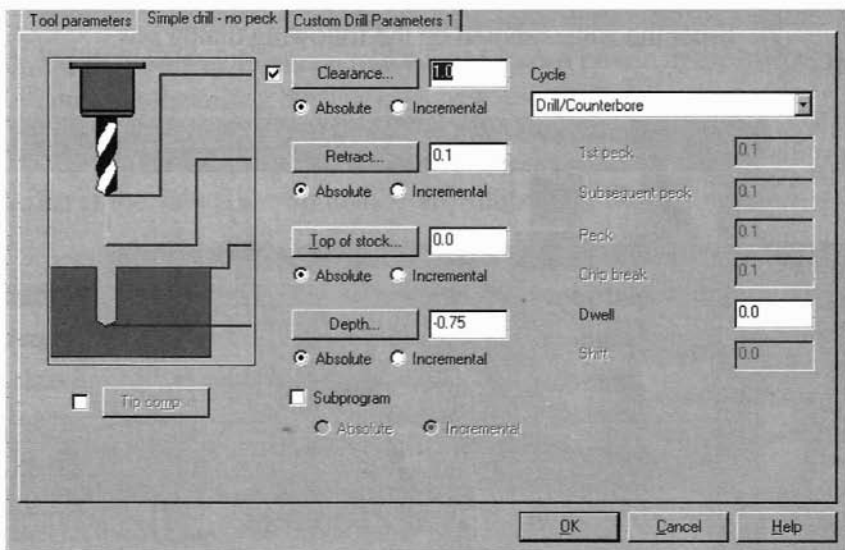 Tool parameters
Simple drill - no peck
Custom Drill Parameters 1
Clearance...
1.0
Absolute
Incremental
Retract...
0.1
Absolute
Incremental
Top of stock...
0.0
Absolute
Incremental
Depth...
-0.75
Absolute
Incremental
Tip comp
Subprogram
Absolute
Incremental
Cycle
Drill/Counterbore
1st peck
0.1
Subsequent peck
0.1
Peck
0.1
Chip break
0.1
Dwell
0.0
Shift
0.0
OK
Cancel
Help